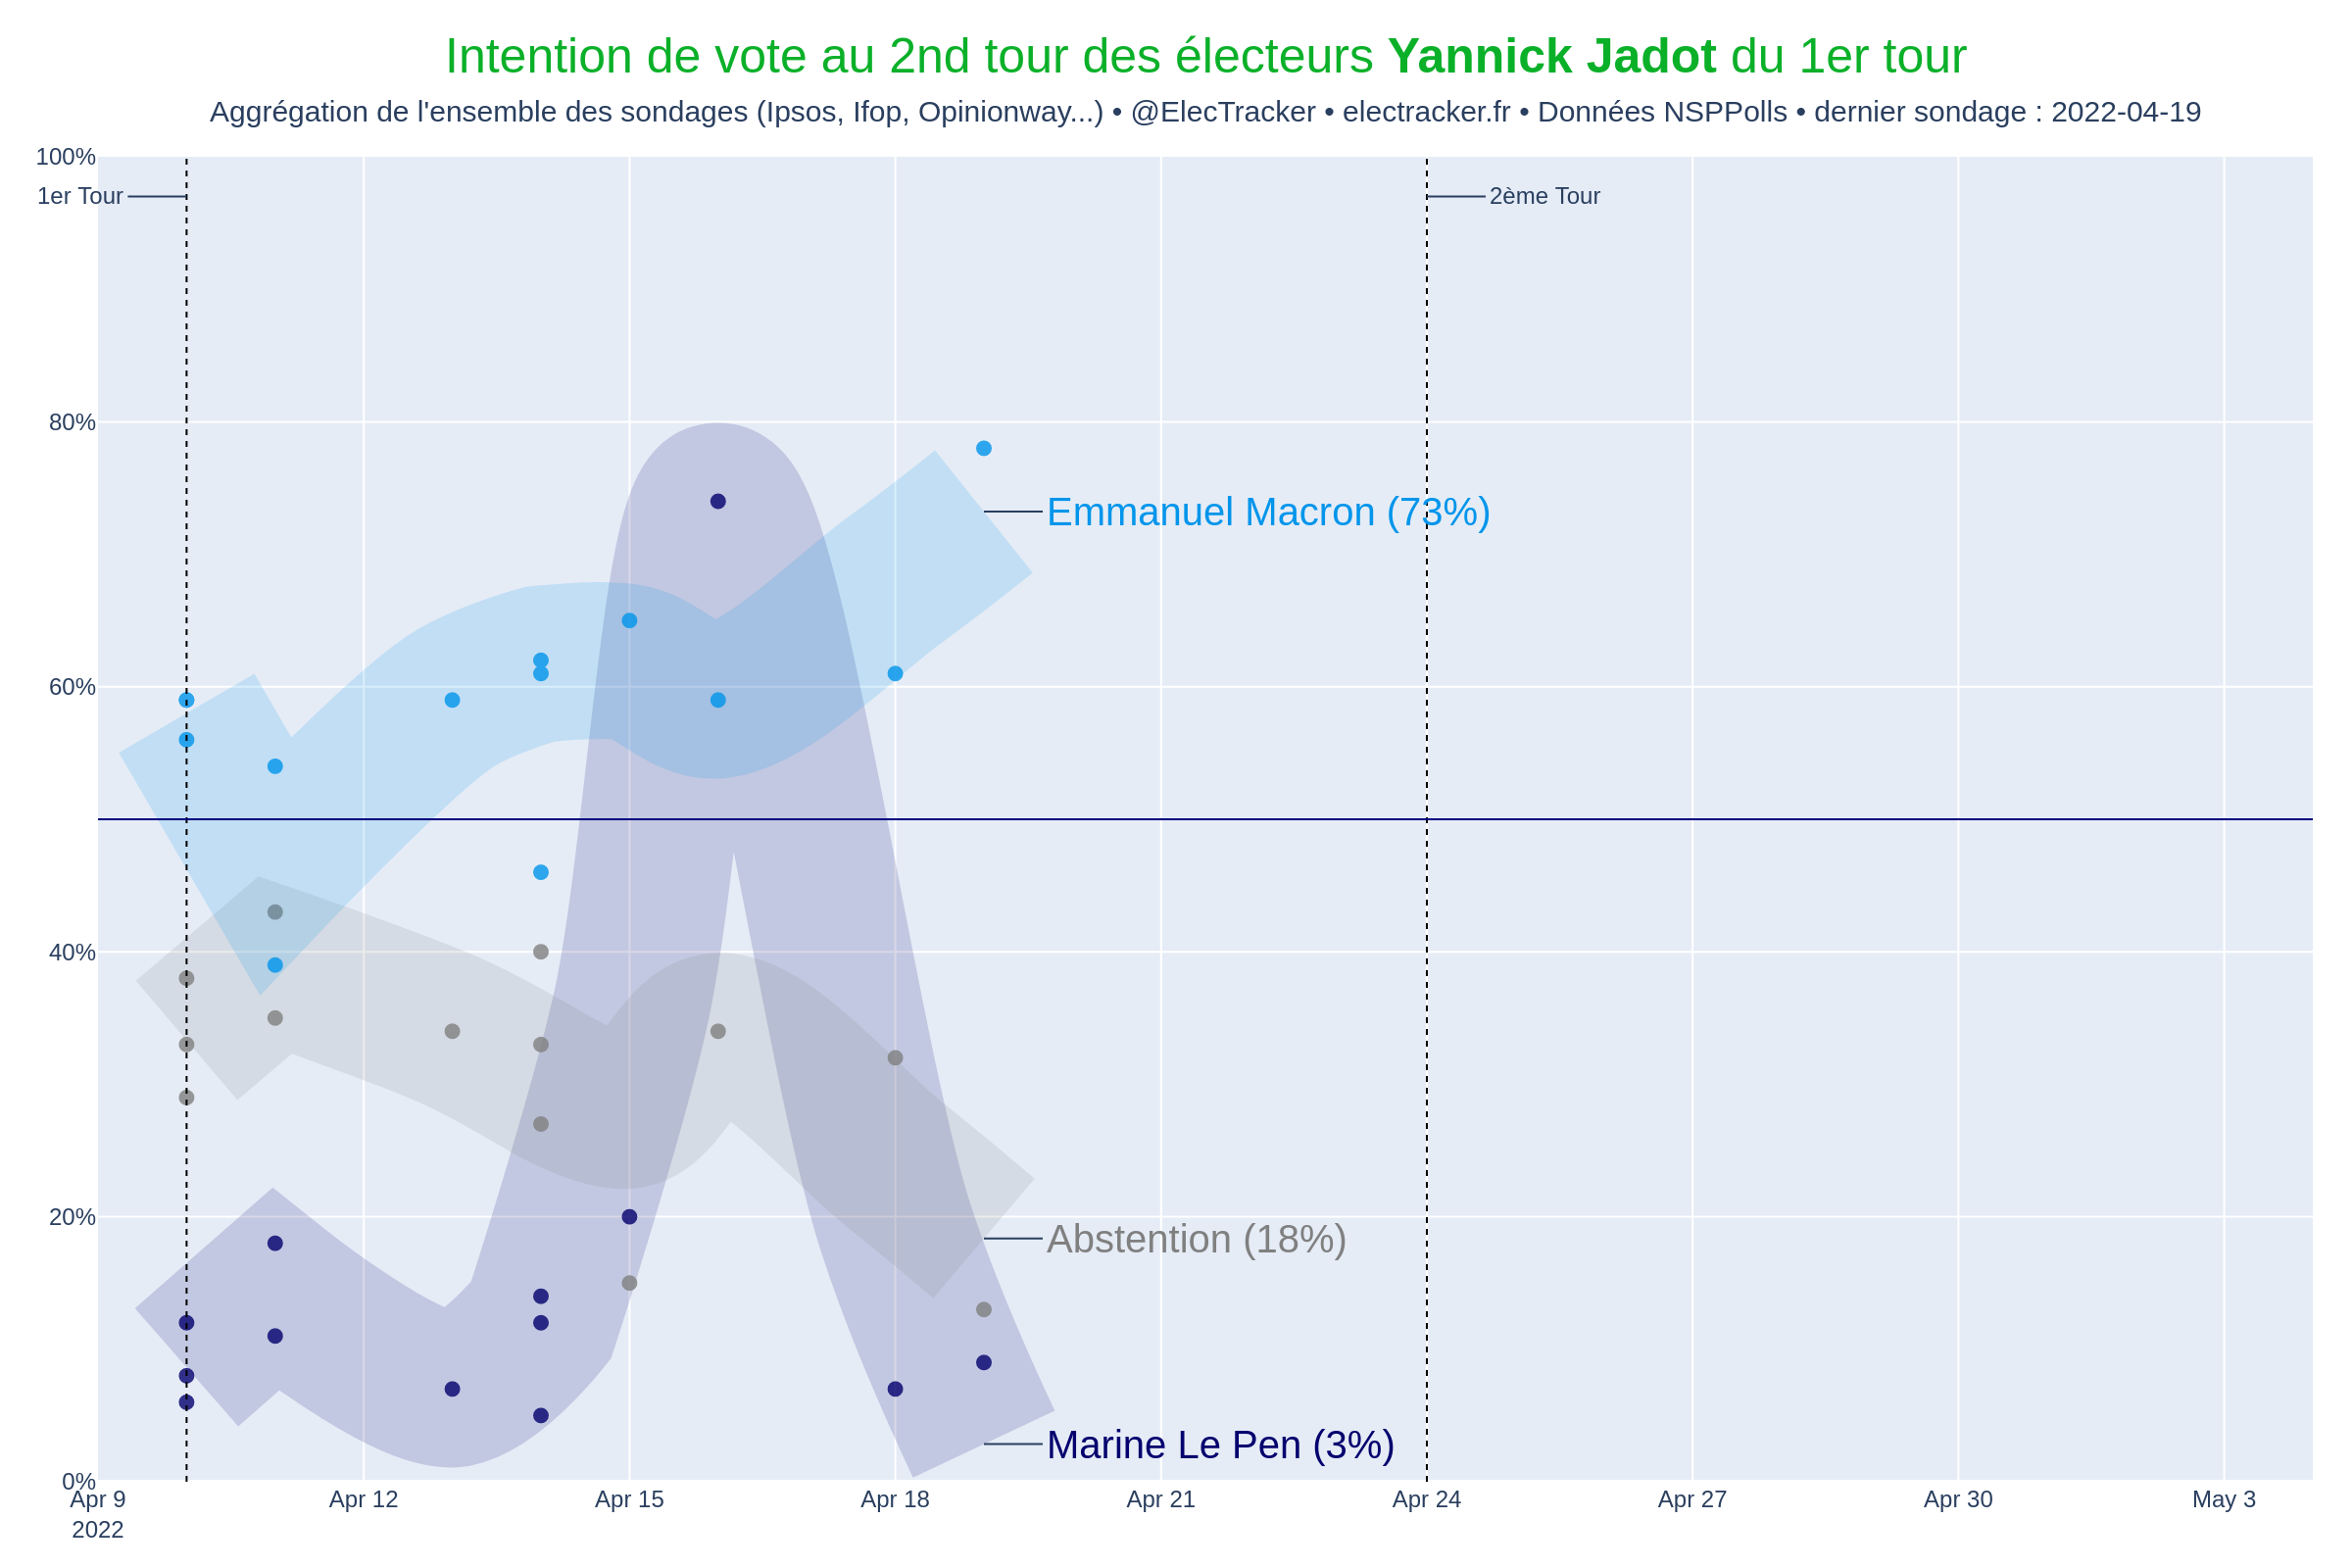 Intention de vote au 2nd tour des électeurs Yannick Jadot du 1er tour
Aggrégation de l'ensemble des sondages (Ipsos, Ifop, Opinionway...) • @ElecTracker • electracker.fr • Données NSPPolls • dernier sondage : 2022-04-19
100%
1er Tour
2ème Tour
80%
Emmanuel Macron (73%)
60%
40%
20%
Abstention (18%)
Marine Le Pen (3%)
0%
Apr 9 Apr 12 Apr 15 Apr 18 Apr 21 Apr 24 Apr 27 Apr 30 May 3
2022